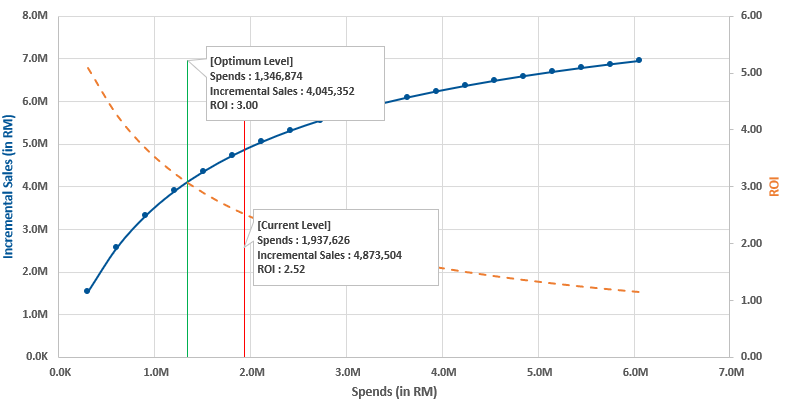 8.0M
7.0M
6.0M
5.0M
4.0M
3.0M
2.0M
1.0M
0.0K
Incremental Sales (in RM)
[Optimum Level]
Spends : 1,346,874
Incremental Sales : 4,045,352
ROI : 3.00
[Current Level]
Spends : 1,937,626
Incremental Sales : 4,873,504
ROI : 2.52
6.00
5.00
4.00
3.00
2.00
1.00
0.00
ROI
0.0K 1.0M 2.0M 3.0M 4.0M 5.0M 6.0M 7.0M
Spends (in RM)